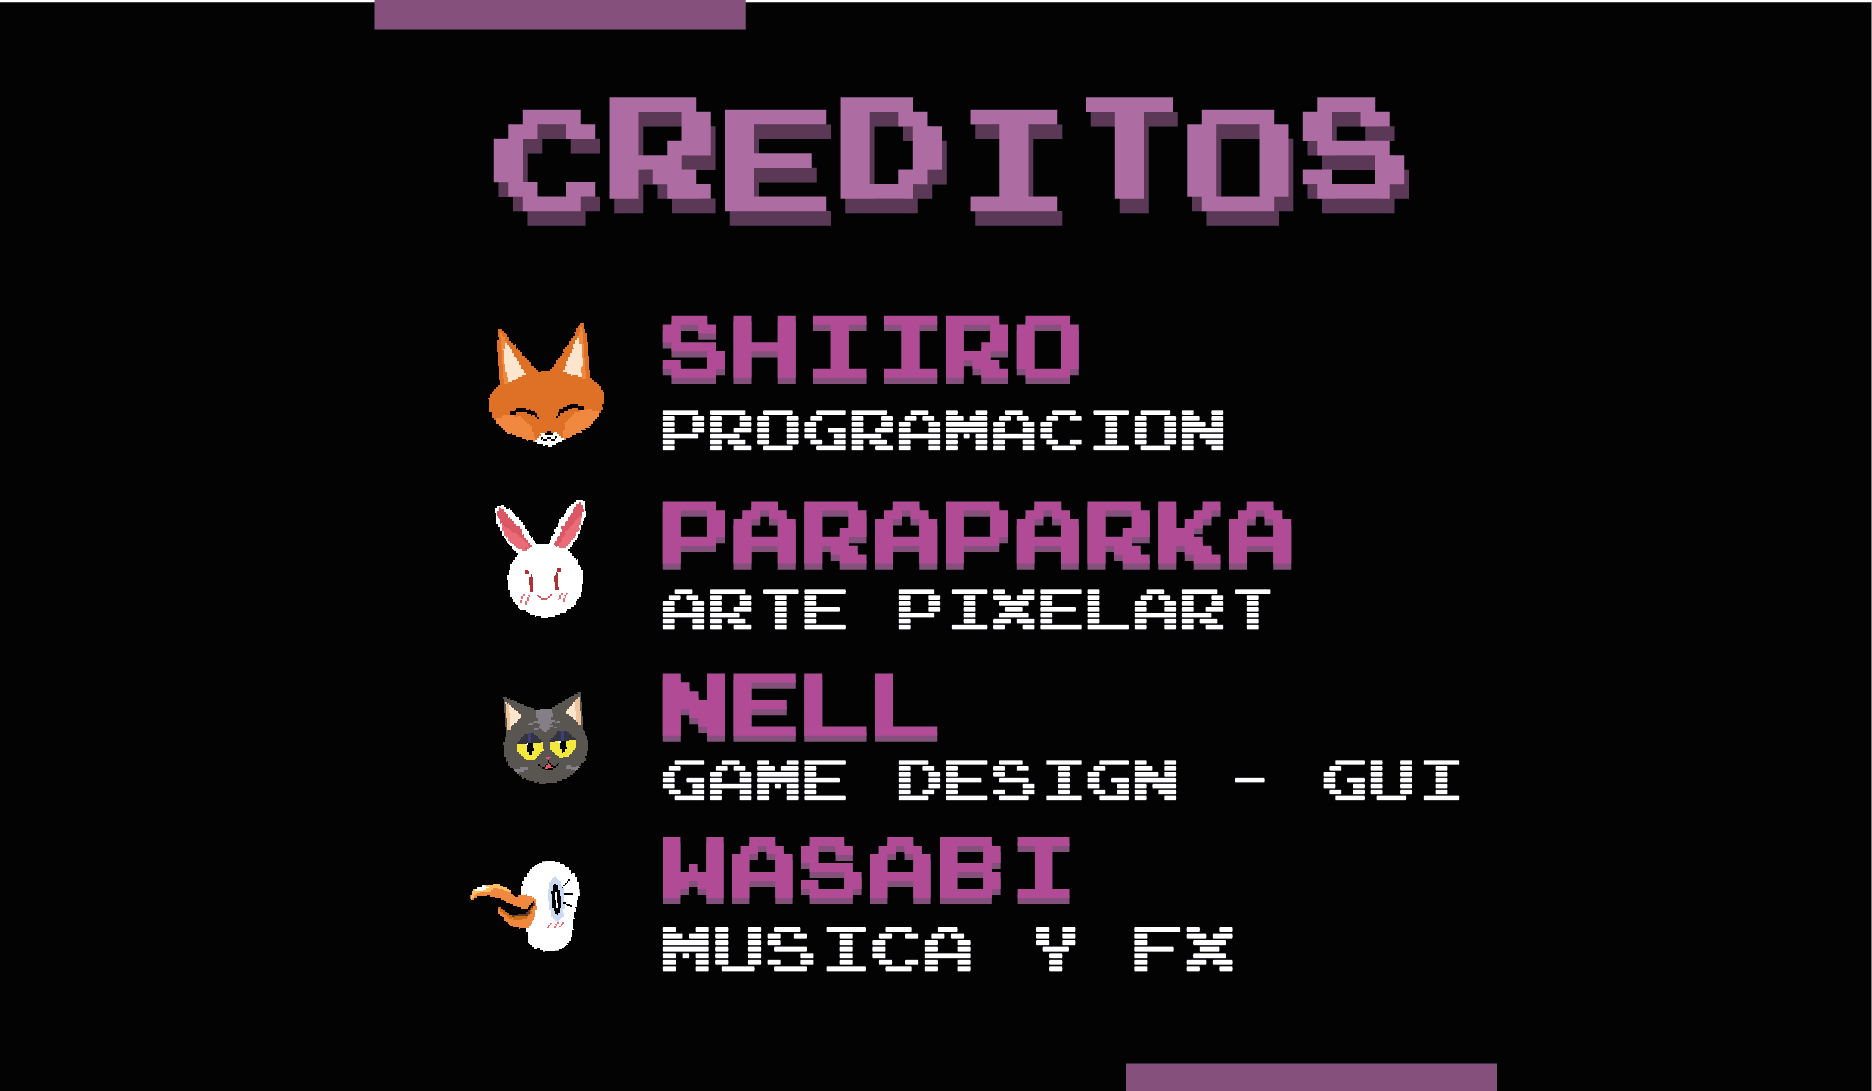 CREDITOS
SHIIRO
PROGRAMACION
PARAPARKA
ARTE PIXELART
NELL
GAME DESIGN - GUI
WASABI
MUSICA Y FX